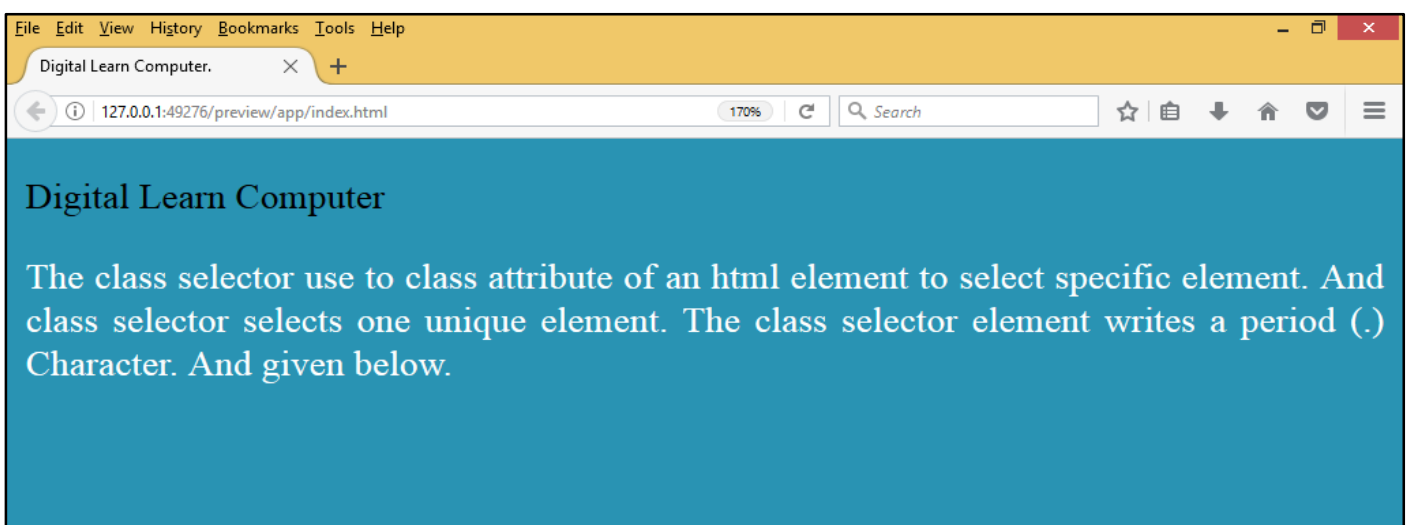 File Edit View History Bookmarks Tools Help
Digital Learn Computer.
127.0.0.1:49276/preview/app/index.html 170% Search
Digital Learn Computer
The class selector use to class attribute of an html element to select specific element. And
class selector selects one unique element. The class selector element writes a period (.)
Character. And given below.